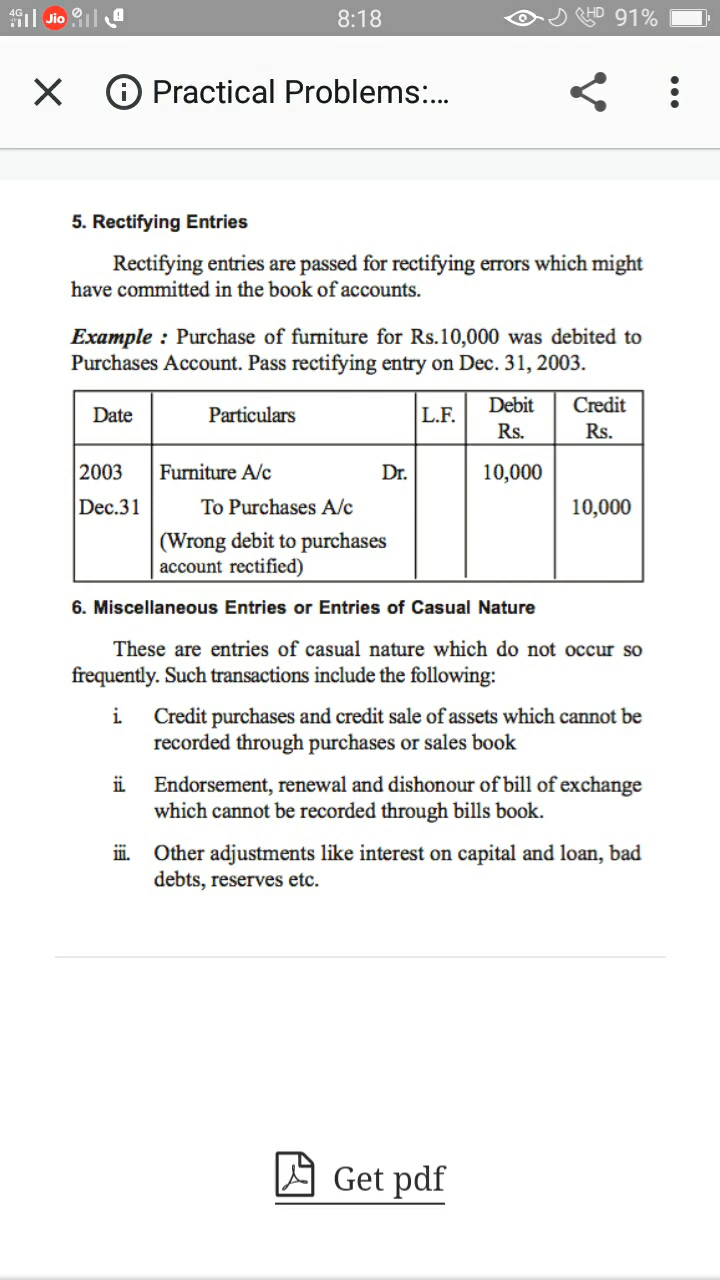 4G Jio 8:18 HD 91%
Practical Problems:...
5. Rectifying Entries
Rectifying entries are passed for rectifying errors which might
have committed in the book of accounts.
Example : Purchase of furniture for Rs.10,000 was debited to
Purchases Account. Pass rectifying entry on Dec. 31, 2003.
Date Particulars L.F. Debit Rs. Credit Rs.
2003 Furniture A/c Dr. 10,000
Dec.31 To Purchases A/c 10,000
(Wrong debit to purchases
account rectified)
6. Miscellaneous Entries or Entries of Casual Nature
These are entries of casual nature which do not occur so
frequently. Such transactions include the following:
i. Credit purchases and credit sale of assets which cannot be
recorded through purchases or sales book
ii. Endorsement, renewal and dishonour of bill of exchange
which cannot be recorded through bills book.
iii. Other adjustments like interest on capital and loan, bad
debts, reserves etc.
Get pdf